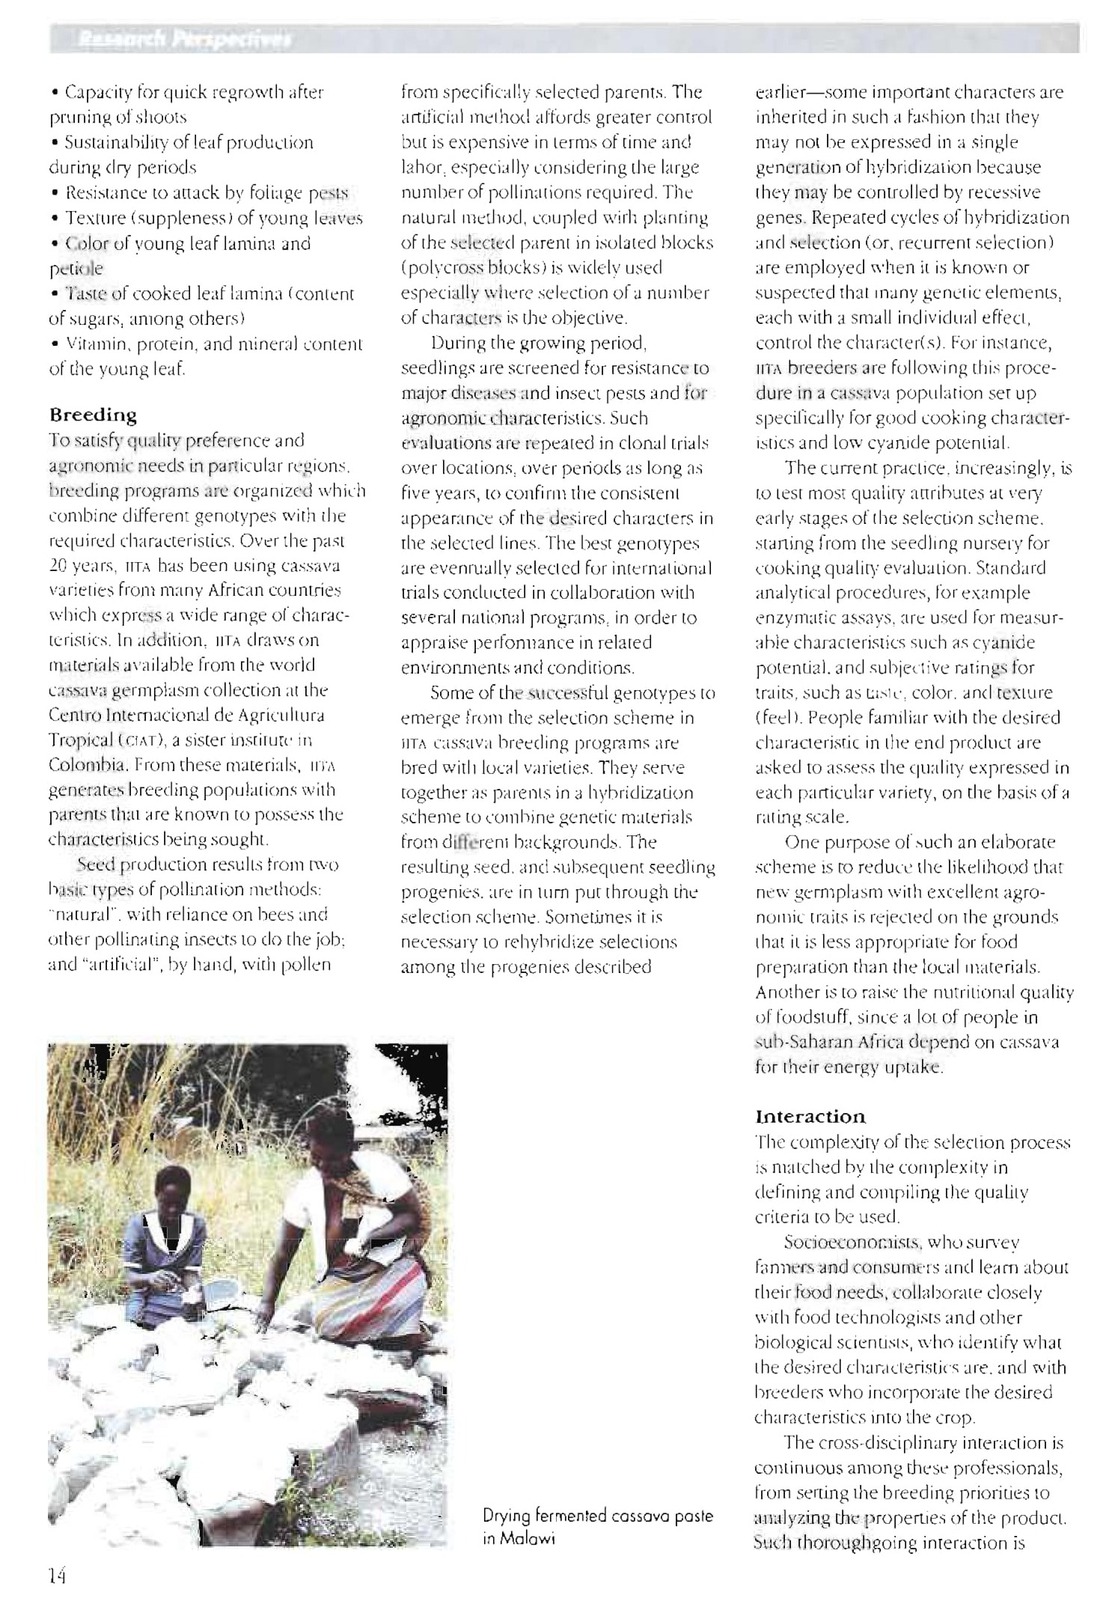 Research Perspectives
• Capacity for quick regrowth after
pruning of shoots
• Sustainability of leaf production
during dry periods
• Resistance to attack by foliage pests
• Texture (suppleness) of young leaves
• Color of young leaf lamina and
petiole
• Taste of cooked leaf lamina (content
of sugars, among others)
• Vitamin, protein, and mineral content
of the young leaf.
Breeding
To satisfy quality preference and
agronomic needs in particular regions,
breeding programs are organized which
combine different genotypes with the
required characteristics. Over the past
20 years, IITA has been using cassava
varieties from many African countries
which express a wide range of charac-
teristics. In addition, IITA draws on
materials available from the world
cassava germplasm collection at the
Centro Internacional de Agricultura
Tropical (CIAT), a sister institute in
Colombia. From these materials, IITA
generates breeding populations with
parents that are known to possess the
characteristics being sought.
Seed production results from two
basic types of pollination methods:
"natural", with reliance on bees and
other pollinating insects to do the job;
and "artificial", by hand, with pollen
from specifically selected parents. The
artificial method affords greater control
but is expensive in terms of time and
labor, especially considering the large
number of pollinations required. The
natural method, coupled with planting
of the selected parent in isolated blocks
(polycross blocks) is widely used
especially where selection of a number
of characters is the objective.
During the growing period,
seedlings are screened for resistance to
major diseases and insect pests and for
agronomic characteristics. Such
evaluations are repeated in clonal trials
over locations, over periods as long as
five years, to confirm the consistent
appearance of the desired characters in
the selected lines. The best genotypes
are eventually selected for international
trials conducted in collaboration with
several national programs, in order to
appraise performance in related
environments and conditions.
Some of the successful genotypes to
emerge from the selection scheme in
IITA cassava breeding programs are
bred with local varieties. They serve
together as parents in a hybridization
scheme to combine genetic materials
from different backgrounds. The
resulting seed, and subsequent seedling
progenies, are in turn put through the
selection scheme. Sometimes it is
necessary to rehybridize selections
among the progenies described
earlier—some important characters are
inherited in such a fashion that they
may not be expressed in a single
generation of hybridization because
they may be controlled by recessive
genes. Repeated cycles of hybridization
and selection (or, recurrent selection)
are employed when it is known or
suspected that many genetic elements,
each with a small individual effect,
control the character(s). For instance,
IITA breeders are following this proce-
dure in a cassava population set up
specifically for good cooking character-
istics and low cyanide potential.
The current practice, increasingly, is
to test most quality attributes at very
early stages of the selection scheme,
starting from the seedling nursery for
cooking quality evaluation. Standard
analytical procedures, for example
enzymatic assays, are used for measur-
able characteristics such as cyanide
potential, and subjective ratings for
traits, such as taste, color, and texture
(feel). People familiar with the desired
characteristic in the end product are
asked to assess the quality expressed in
each particular variety, on the basis of a
rating scale.
One purpose of such an elaborate
scheme is to reduce the likelihood that
new germplasm with excellent agro-
nomic traits is rejected on the grounds
that it is less appropriate for food
preparation than the local materials.
Another is to raise the nutritional quality
of foodstuff, since a lot of people in
sub-Saharan Africa depend on cassava
for their energy uptake.
Interaction
The complexity of the selection process
is matched by the complexity in
defining and compiling the quality
criteria to be used.
Socioeconomists, who survey
farmers and consumers and learn about
their food needs, collaborate closely
with food technologists and other
biological scientists, who identify what
the desired characteristics are, and with
breeders who incorporate the desired
characteristics into the crop.
The cross-disciplinary interaction is
continuous among these professionals,
from setting the breeding priorities to
analyzing the properties of the product.
Such thoroughgoing interaction is
Drying fermented cassava paste
in Malawi
14